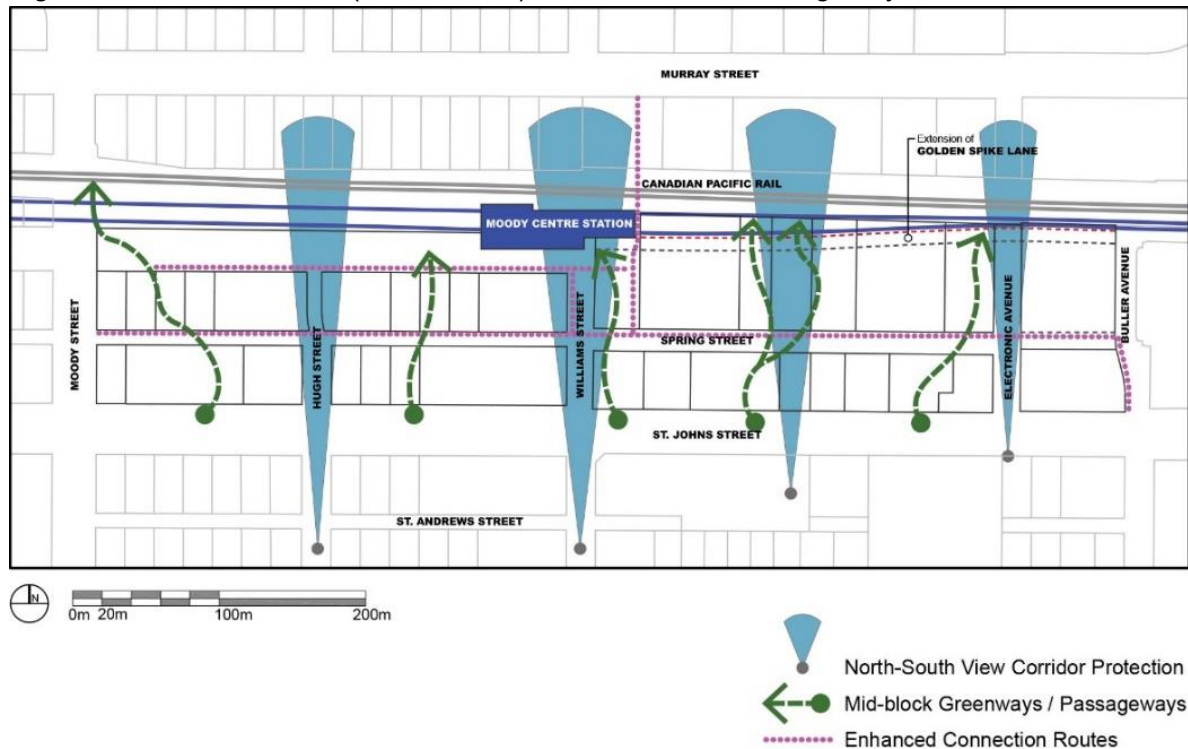 MURRAY STREET
Extension of
GOLDEN SPIKE LANE
CANADIAN PACIFIC RAIL
MOODY CENTRE STATION
MOODY STREET
HUGH STREET
WILLIAMS STREET
SPRING STREET
ELECTRONIC AVENUE
BULLER AVENUE
ST. JOHNS STREET
ST. ANDREWS STREET
N
0m 20m 100m 200m
North-South View Corridor Protection
Mid-block Greenways / Passageways
Enhanced Connection Routes